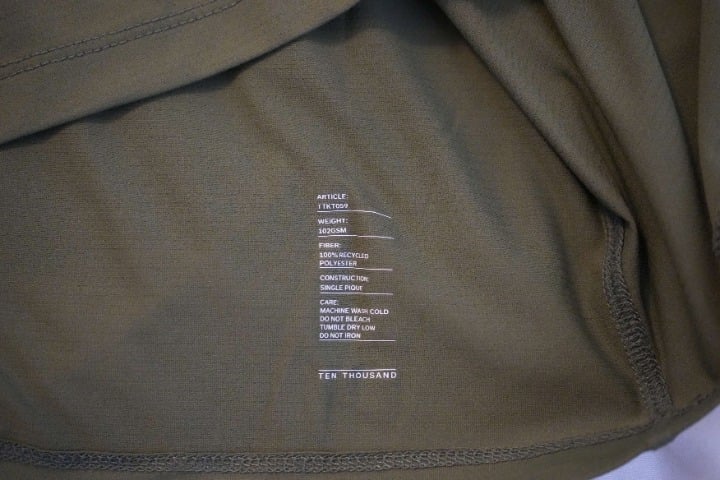 ARTICLE:
TTKT059
WEIGHT:
102GSM
FIBER:
100% RECYCLED
POLYESTER
CONSTRUCTION:
SINGLE PIQUE
CARE:
MACHINE WASH COLD
DO NOT BLEACH
TUMBLE DRY LOW
DO NOT IRON
TEN THOUSAND